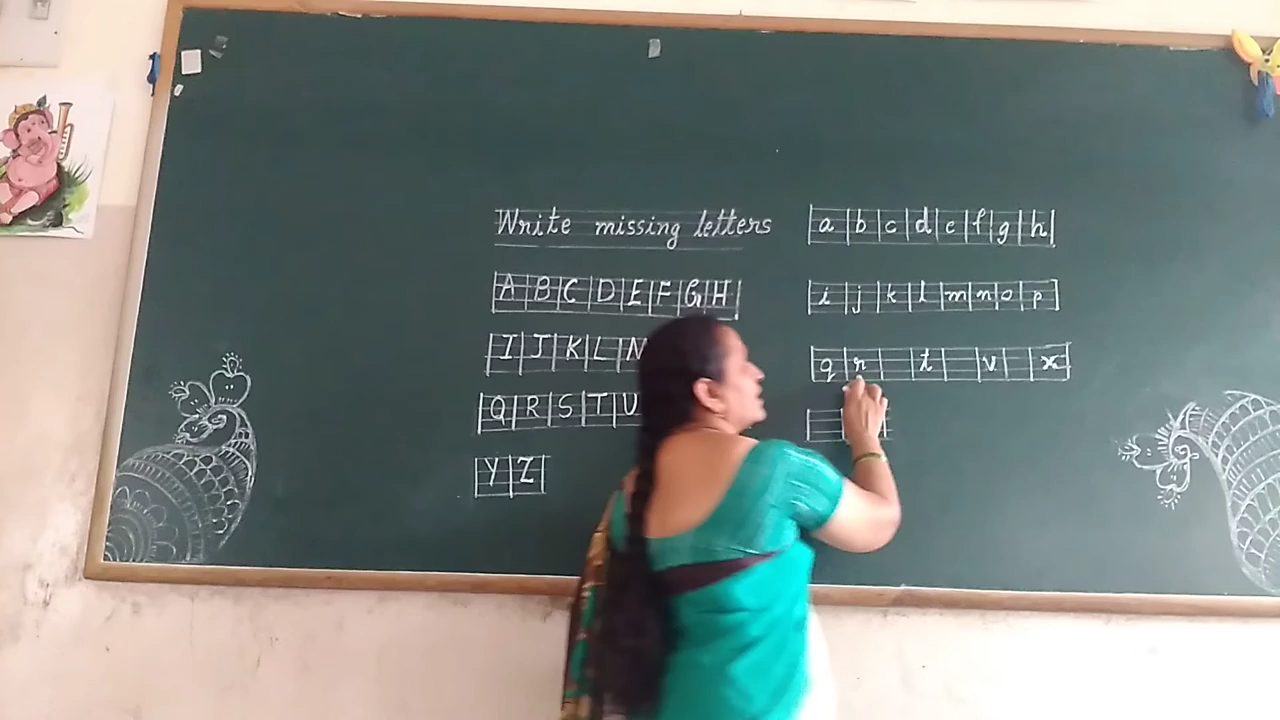 Write missing letters
A B C D E F G H
I J K L
Q R S T U
Y Z
a b c d e f g h
i j k l m n o p
q r t v x